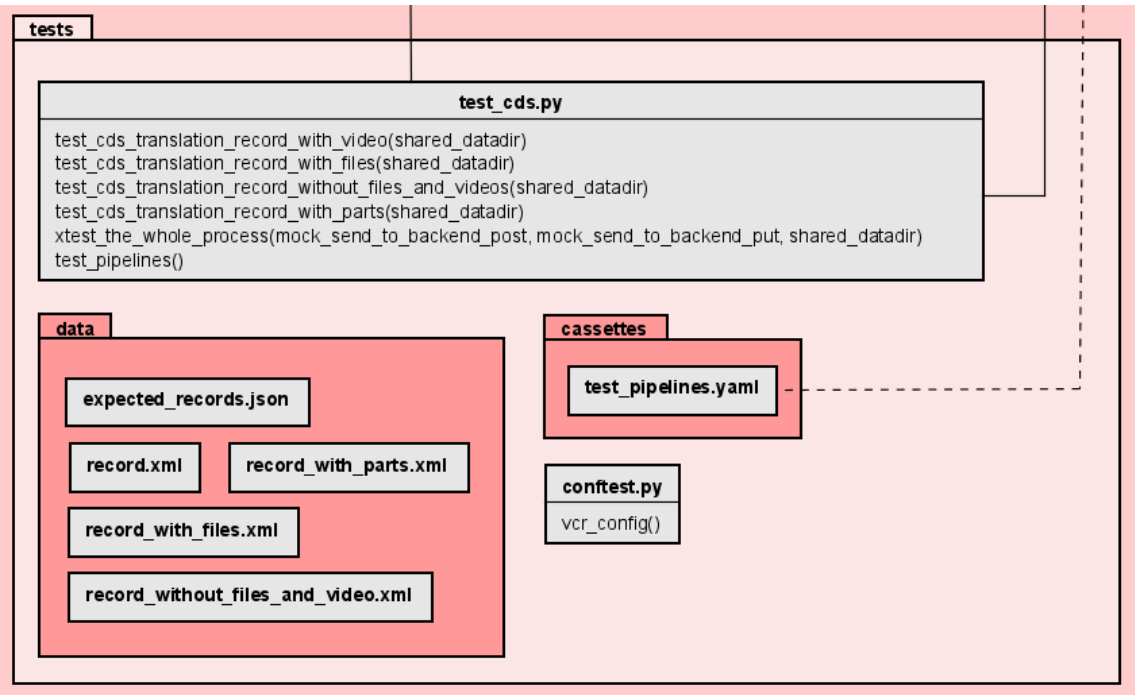 tests
test_cds.py
test_cds_translation_record_with_video(shared_datadir)
test_cds_translation_record_with_files(shared_datadir)
test_cds_translation_record_without_files_and_videos(shared_datadir)
test_cds_translation_record_with_parts(shared_datadir)
xtest_the_whole_process(mock_send_to_backend_post, mock_send_to_backend_put, shared_datadir)
test_pipelines()
data
expected_records.json
record.xml
record_with_parts.xml
record_with_files.xml
record_without_files_and_video.xml
cassettes
test_pipelines.yaml
conftest.py
vcr_config()